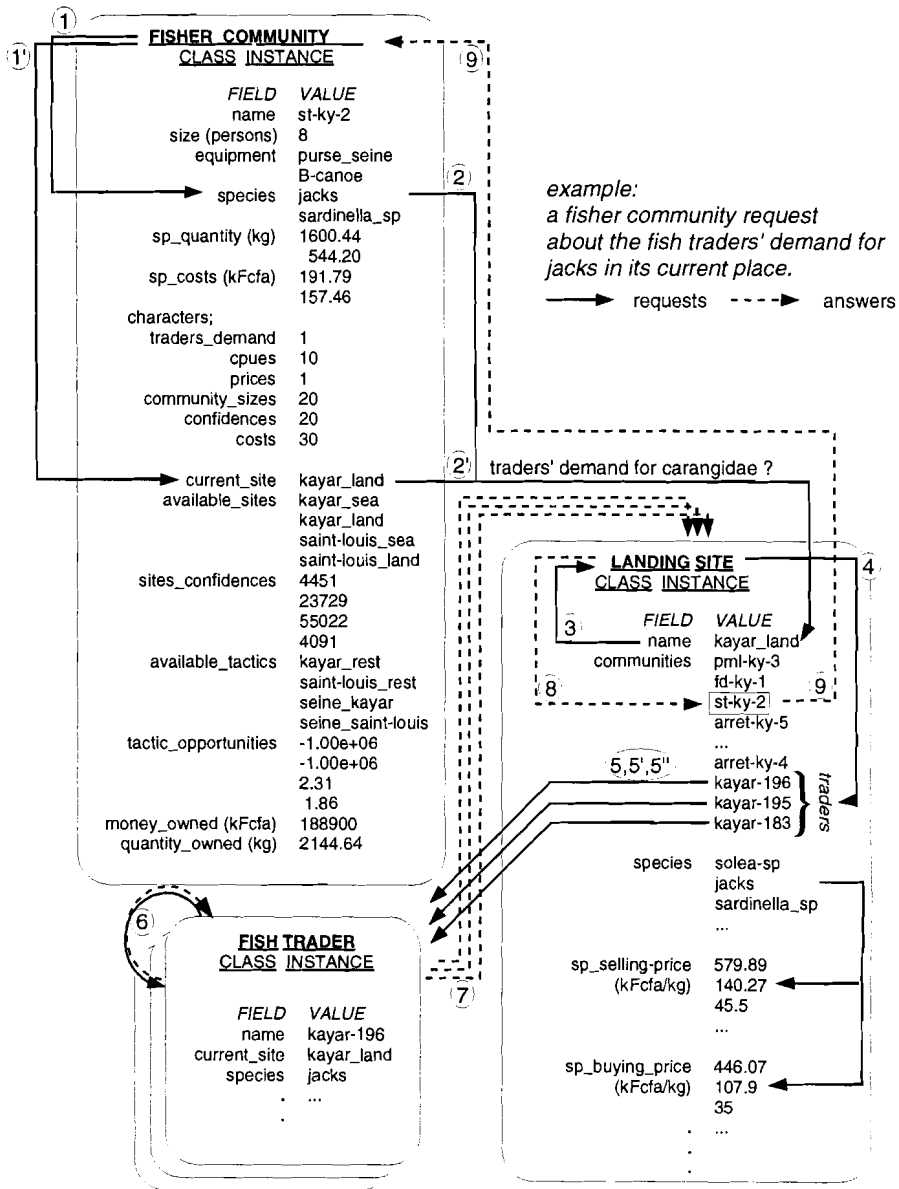 1
FISHER COMMUNITY
1'
CLASS INSTANCE
9
FIELD VALUE
name st-ky-2
size (persons) 8
equipment purse_seine
B-canoe
2
species jacks
sardinella_sp
sp_quantity (kg) 1600.44
544.20
sp_costs (kFcfa) 191.79
157.46
characters;
traders_demand 1
cpues 10
prices 1
community_sizes 20
confidences 20
costs 30
2'
current_site kayar_land
available_sites kayar_sea
kayar_land
saint-louis_sea
saint-louis_land
sites_confidences 4451
23729
55022
4091
available_tactics kayar_rest
saint-louis_rest
seine_kayar
seine_saint-louis
tactic_opportunities -1.00e+06
-1.00e+06
2.31
1.86
money_owned (kFcfa) 188900
quantity_owned (kg) 2144.64
example:
a fisher community request
about the fish traders' demand for
jacks in its current place.
requests answers
traders' demand for carangidae ?
LANDING SITE
CLASS INSTANCE
4
FIELD VALUE
3
name kayar_land
communities pml-ky-3
fd-ky-1
8
st-ky-2
9
arret-ky-5
...
arret-ky-4
5,5',5"
kayar-196
kayar-195
kayar-183
traders
species solea-sp
jacks
sardinella_sp
...
sp_selling-price 579.89
(kFcfa/kg) 140.27
45.5
...
sp_buying_price 446.07
(kFcfa/kg) 107.9
35
...
6
FISH TRADER
CLASS INSTANCE
7
FIELD VALUE
name kayar-196
current_site kayar_land
species jacks
...